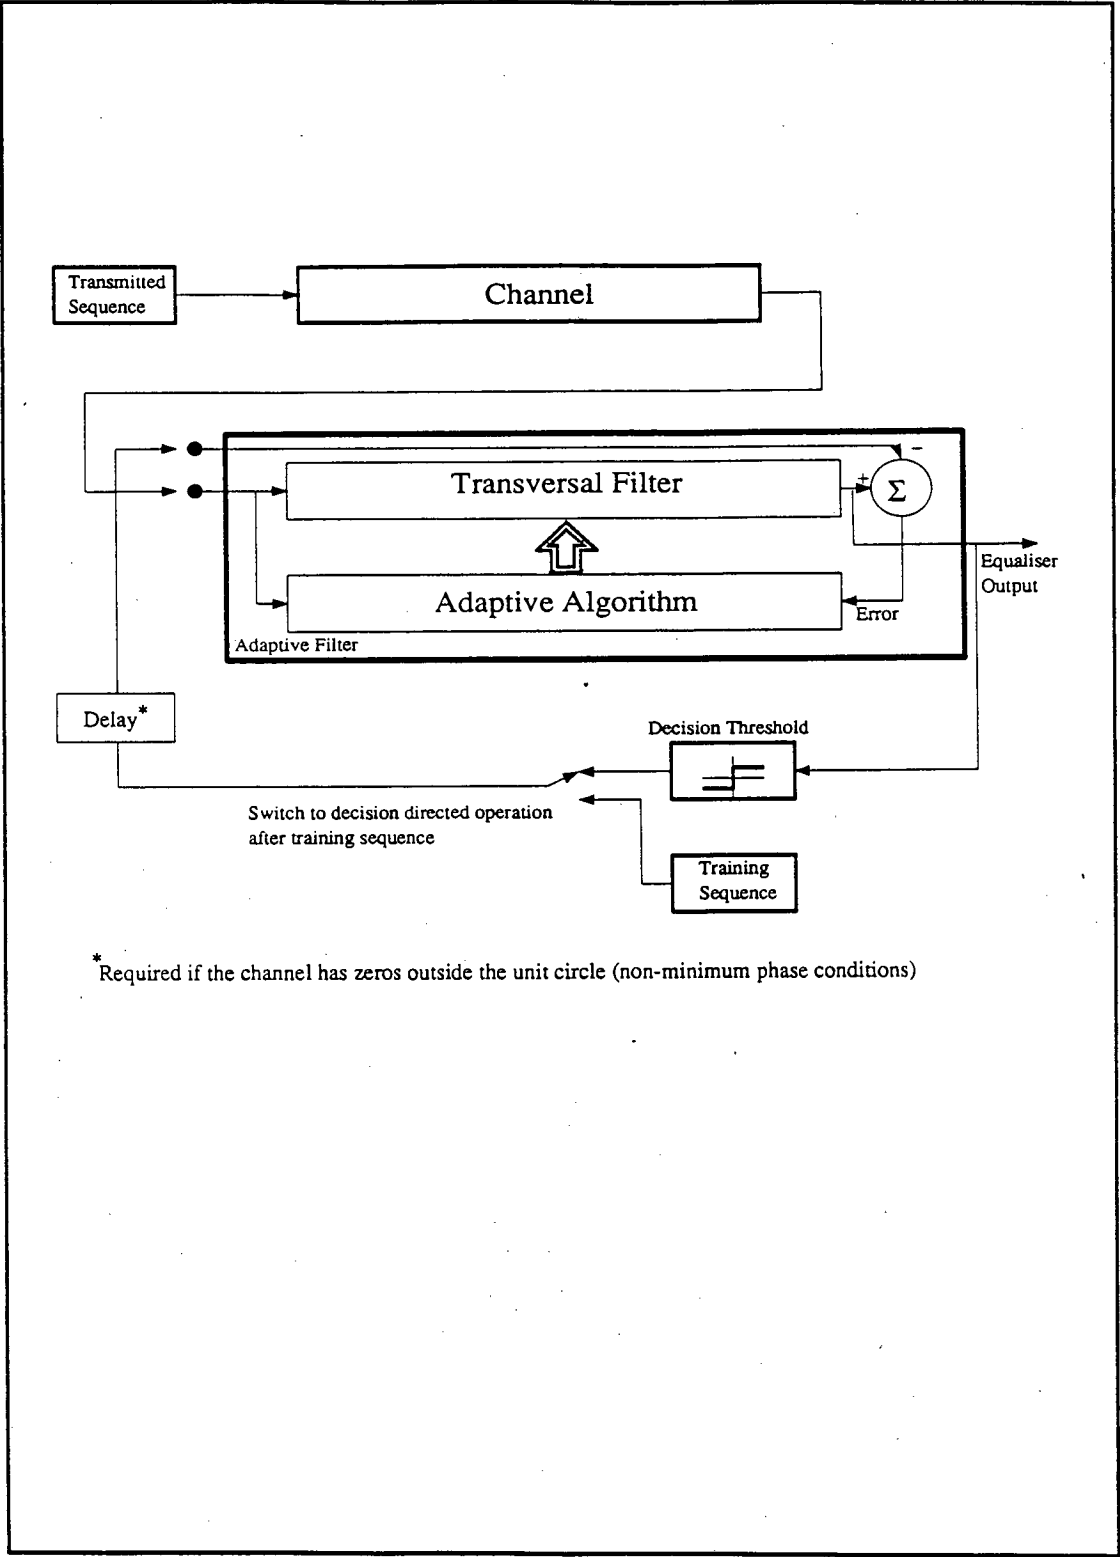 Transmitted
Sequence
Channel
−
Transversal Filter
+
Σ
Equaliser
Output
Adaptive Algorithm
Error
Adaptive Filter
Delay*
Decision Threshold
Switch to decision directed operation
after training sequence
Training
Sequence
*Required if the channel has zeros outside the unit circle (non-minimum phase conditions)